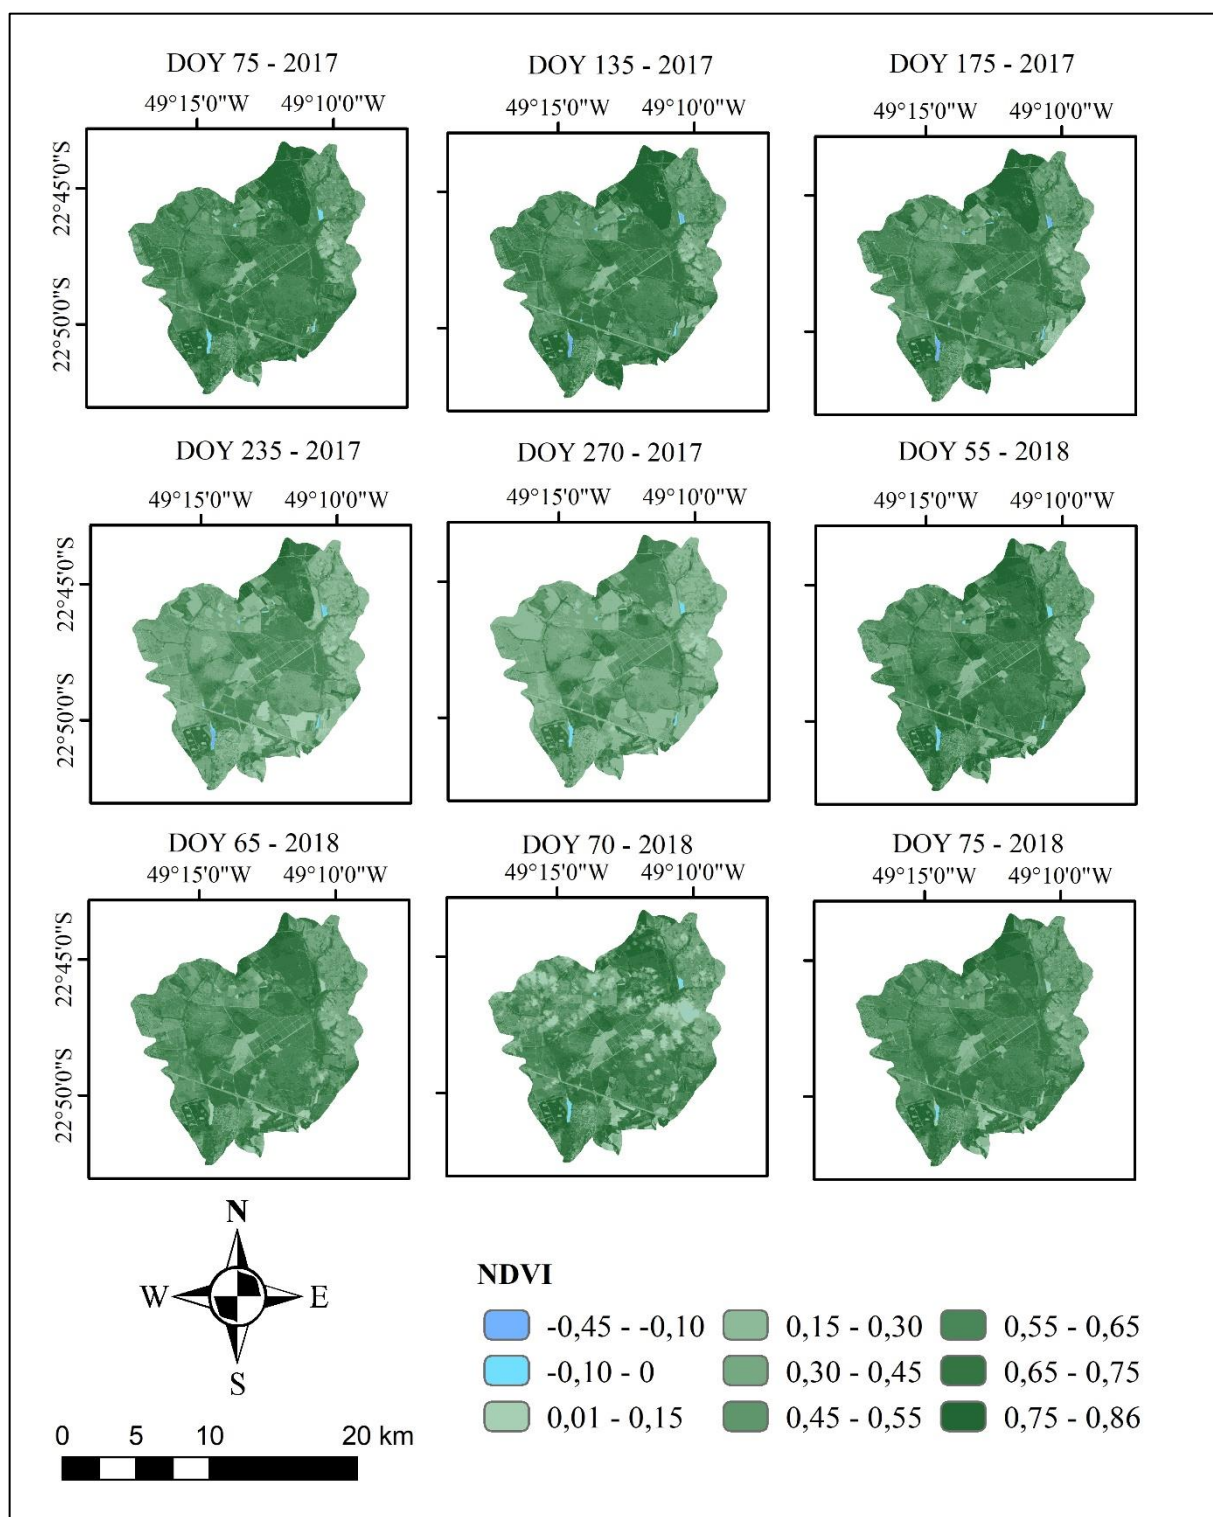 DOY 75 - 2017
DOY 135 - 2017
DOY 175 - 2017
49°15'0"W 49°10'0"W
49°15'0"W 49°10'0"W
49°15'0"W 49°10'0"W
22°45'0"S
22°50'0"S
DOY 235 - 2017
DOY 270 - 2017
DOY 55 - 2018
49°15'0"W 49°10'0"W
49°15'0"W 49°10'0"W
49°15'0"W 49°10'0"W
22°45'0"S
22°50'0"S
DOY 65 - 2018
DOY 70 - 2018
DOY 75 - 2018
49°15'0"W 49°10'0"W
49°15'0"W 49°10'0"W
49°15'0"W 49°10'0"W
22°45'0"S
22°50'0"S
N
W E
S
0 5 10 20 km
NDVI
-0,45 - -0,10
-0,10 - 0
0,01 - 0,15
0,15 - 0,30
0,30 - 0,45
0,45 - 0,55
0,55 - 0,65
0,65 - 0,75
0,75 - 0,86